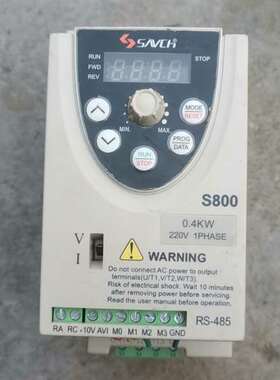 SAVCH
RUN
FWD
REV
STOP
MODE
RESET
MIN.
MAX.
PROG
DATA
RUN
STOP
S800
0.4KW
220V 1PHASE
V
I
WARNING
Do not connect AC power to output
terminals(U/T1,V/T2,W/T3)
Risk of electrical shock. Wait 10 minutes
after removing power before servicing.
Read the user manual before operation.
RS-485
RA RC +10V AVI M0 M1 M2 M3 GND